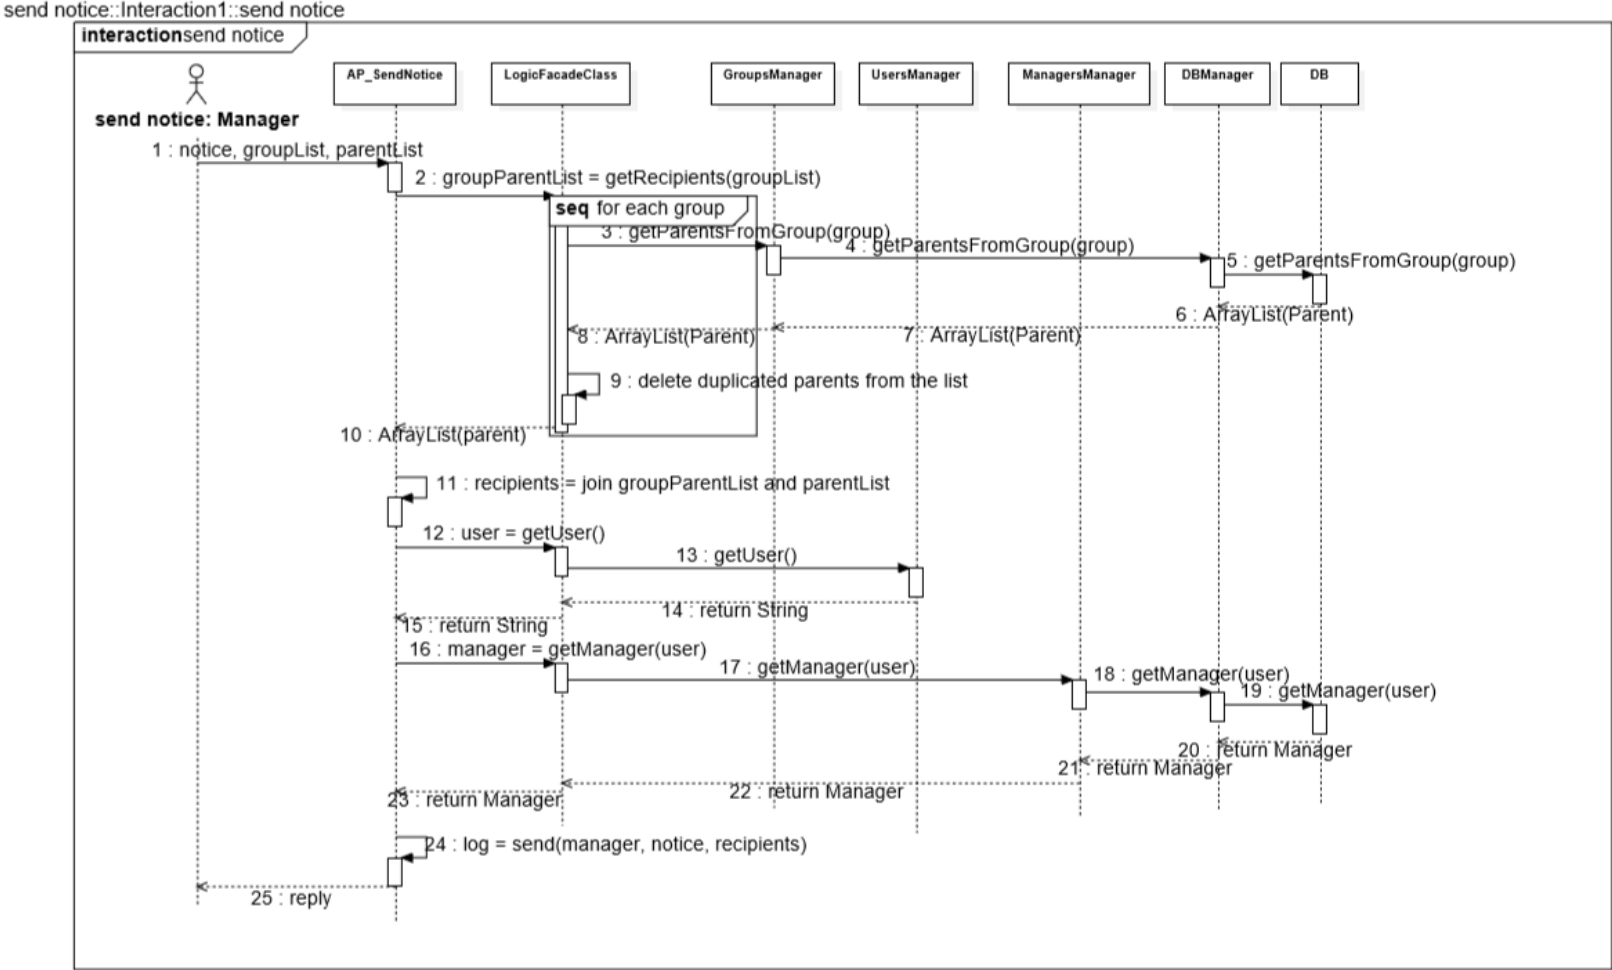 send notice::Interaction1::send notice
interactionsend notice
AP_SendNotice
LogicFacadeClass
GroupsManager
UsersManager
ManagersManager
DBManager
DB
send notice: Manager
1 : notice, groupList, parentList
2 : groupParentList = getRecipients(groupList)
seq for each group
3 : getParentsFromGroup(group)
4 : getParentsFromGroup(group)
5 : getParentsFromGroup(group)
6 : ArrayList(Parent)
7 : ArrayList(Parent)
8 : ArrayList(Parent)
9 : delete duplicated parents from the list
10 : ArrayList(parent)
11 : recipients = join groupParentList and parentList
12 : user = getUser()
13 : getUser()
14 : return String
15 : return String
16 : manager = getManager(user)
17 : getManager(user)
18 : getManager(user)
19 : getManager(user)
20 : return Manager
21 : return Manager
22 : return Manager
23 : return Manager
24 : log = send(manager, notice, recipients)
25 : reply